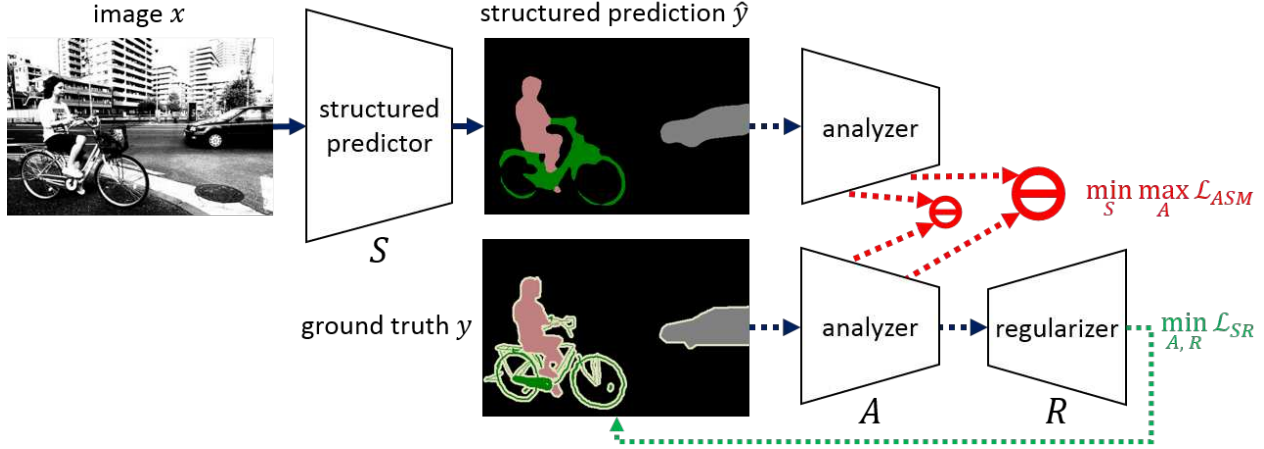 image x
structured prediction ŷ
structured
predictor
S
analyzer
min max ℒ_ASM
S A
ground truth y
analyzer
A
regularizer
R
min ℒ_SR
A, R